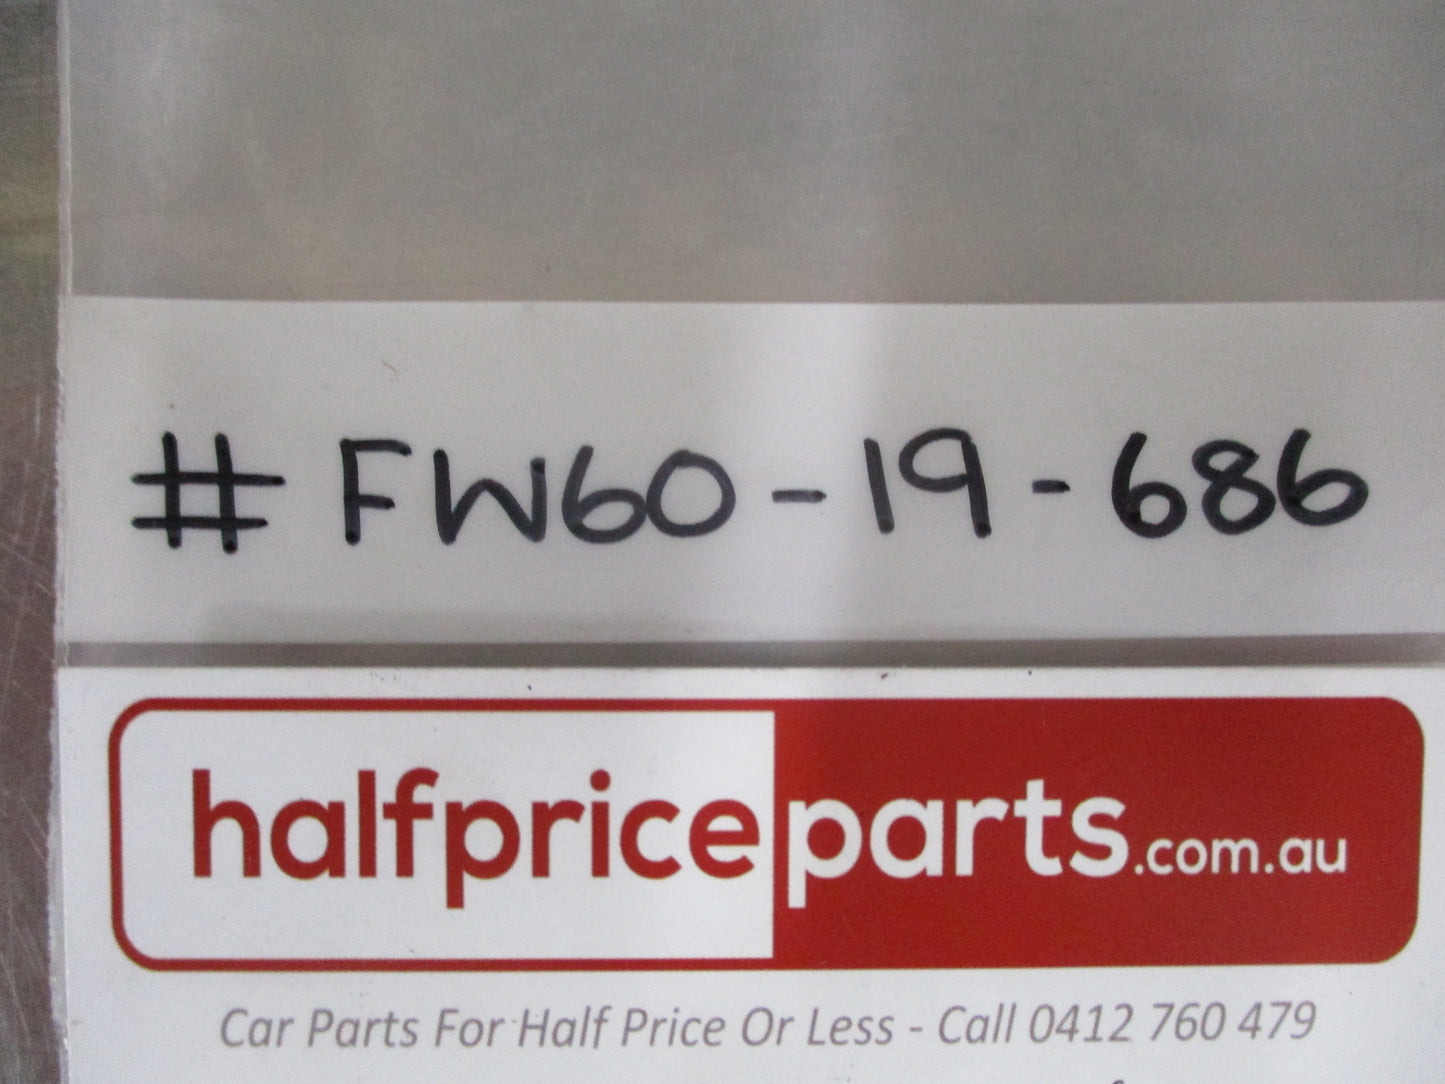 # FW60-19-686
halfpriceparts.com.au
Car Parts For Half Price Or Less - Call 0412 760 479